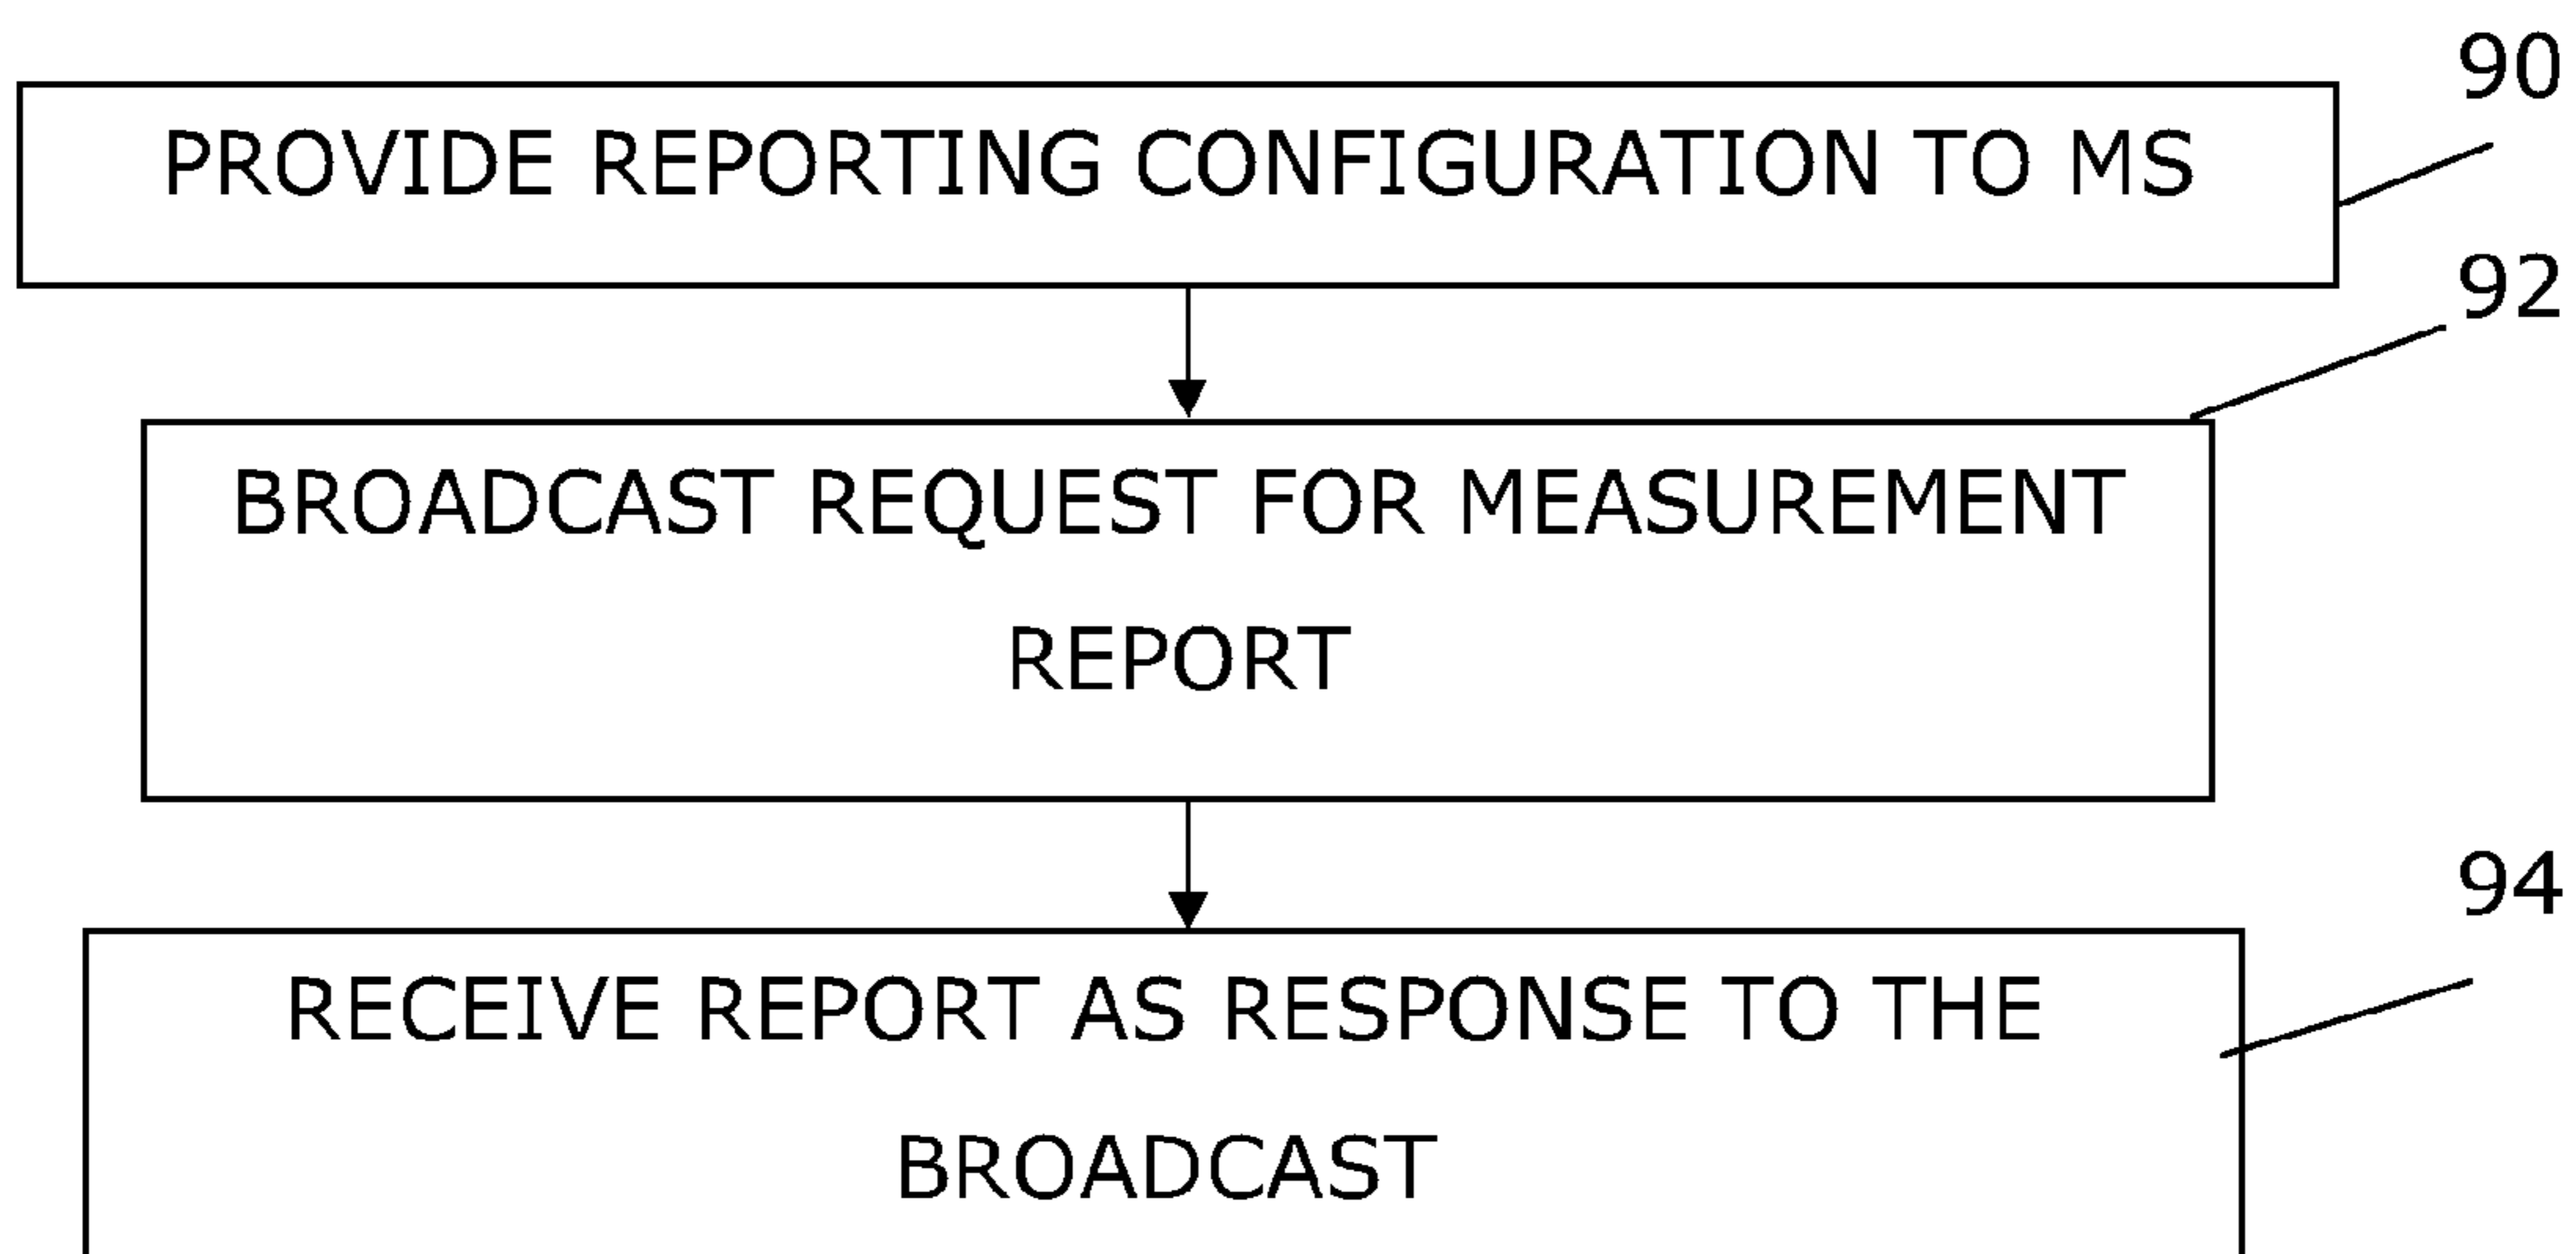 90
PROVIDE REPORTING CONFIGURATION TO MS
92
BROADCAST REQUEST FOR MEASUREMENT
REPORT
94
RECEIVE REPORT AS RESPONSE TO THE
BROADCAST